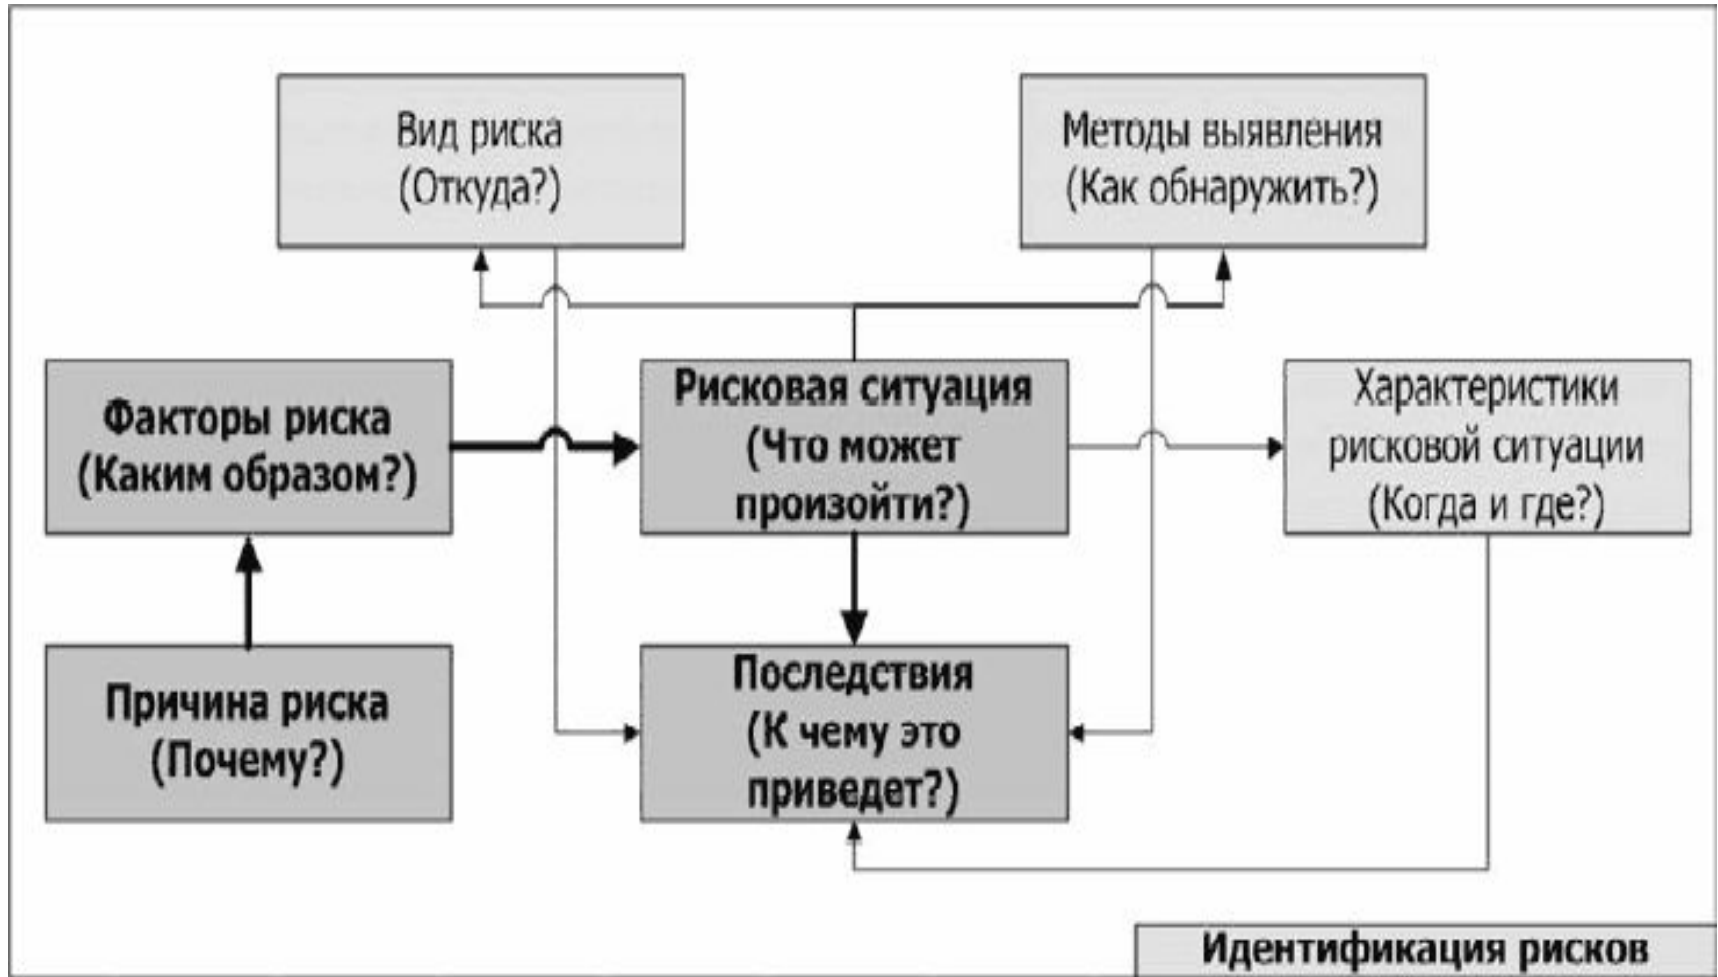 Вид риска
(Откуда?)
Методы выявления
(Как обнаружить?)
Факторы риска
(Каким образом?)
Рисковая ситуация
(Что может
произойти?)
Характеристики
рисковой ситуации
(Когда и где?)
Причина риска
(Почему?)
Последствия
(К чему это
приведет?)
Идентификация рисков